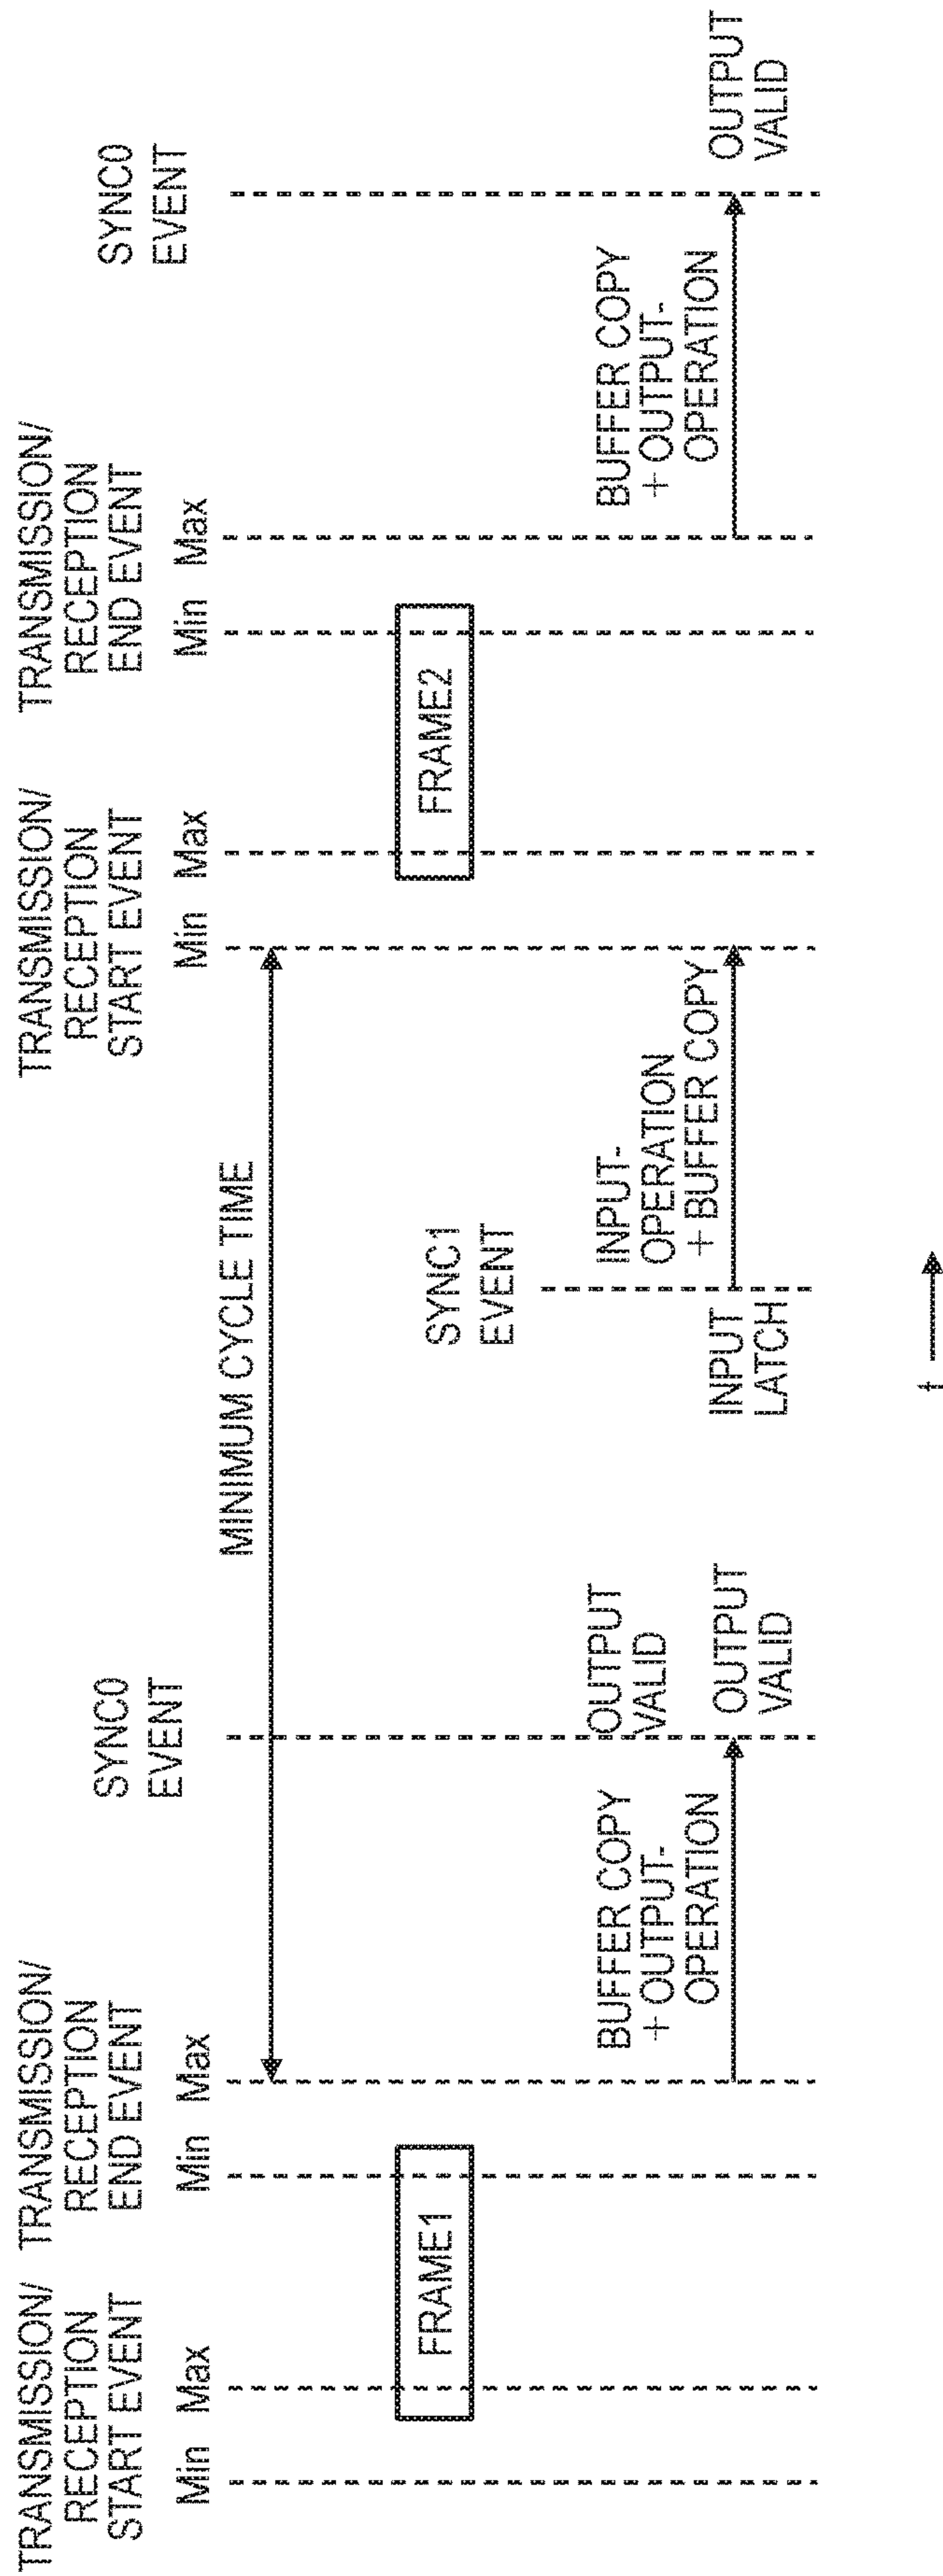 TRANSMISSION/
RECEPTION
START EVENT
Min Max
TRANSMISSION/
RECEPTION
END EVENT
Min Max
SYNC0
EVENT
TRANSMISSION/
RECEPTION
START EVENT
Min Max
TRANSMISSION/
RECEPTION
END EVENT
Min Max
SYNC0
EVENT
MINIMUM CYCLE TIME
FRAME1
SYNC1
EVENT
FRAME2
BUFFER COPY
+ OUTPUT-
OPERATION
OUTPUT
VALID
OUTPUT
VALID
INPUT
LATCH
INPUT-
OPERATION
+ BUFFER COPY
BUFFER COPY
+ OUTPUT-
OPERATION
OUTPUT
VALID
t